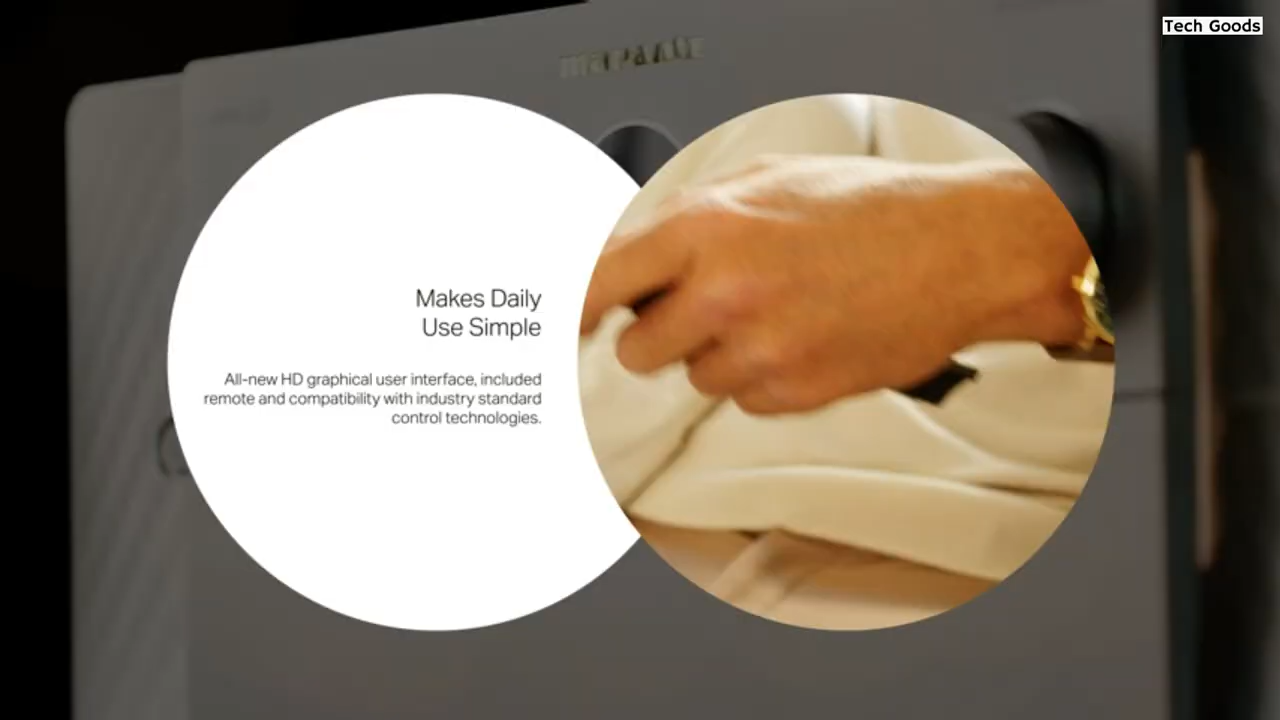 Tech Goods
Makes Daily
Use Simple
All-new HD graphical user interface, included
remote and compatibility with industry standard
control technologies.